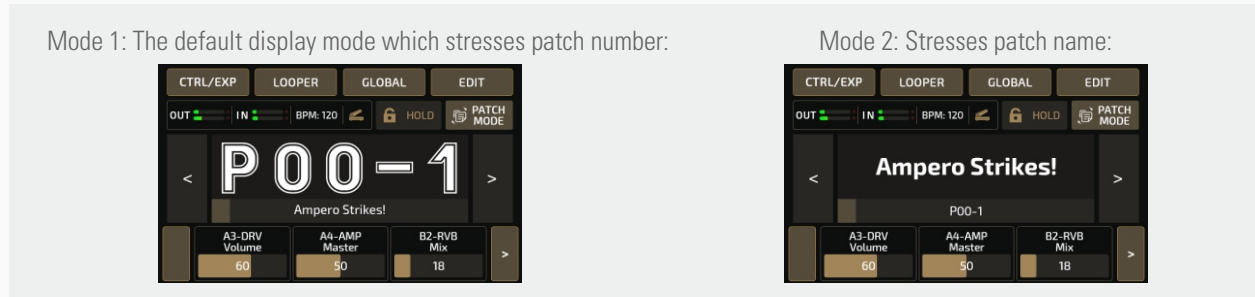 Mode 1: The default display mode which stresses patch number:
CTRL/EXP LOOPER GLOBAL EDIT
OUT IN BPM: 120 HOLD PATCH MODE
< P00-1 >
Ampero Strikes!
A3-DRV A4-AMP B2-RVB
Volume Master Mix
60 50 18 >
Mode 2: Stresses patch name:
CTRL/EXP LOOPER GLOBAL EDIT
OUT IN BPM: 120 HOLD PATCH MODE
< Ampero Strikes! >
P00-1
A3-DRV A4-AMP B2-RVB
Volume Master Mix
60 50 18 >